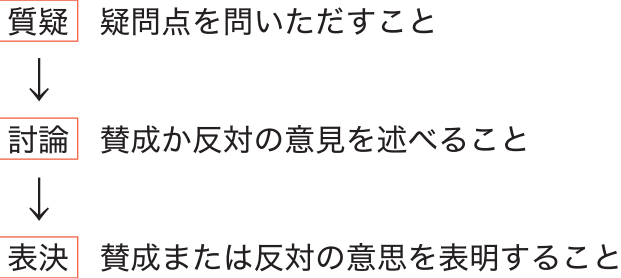 質疑 疑問点を問いただすこと
↓
討論 賛成か反対の意見を述べること
↓
表決 賛成または反対の意思を表明すること